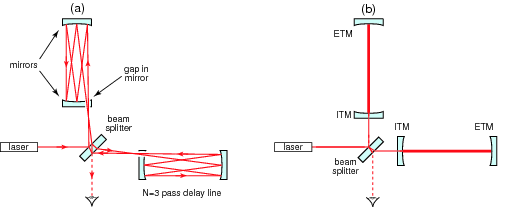 (a)
mirrors
gap in
mirror
beam
splitter
laser
N=3 pass delay line
(b)
ETM
ITM
ITM
ETM
laser
beam
splitter